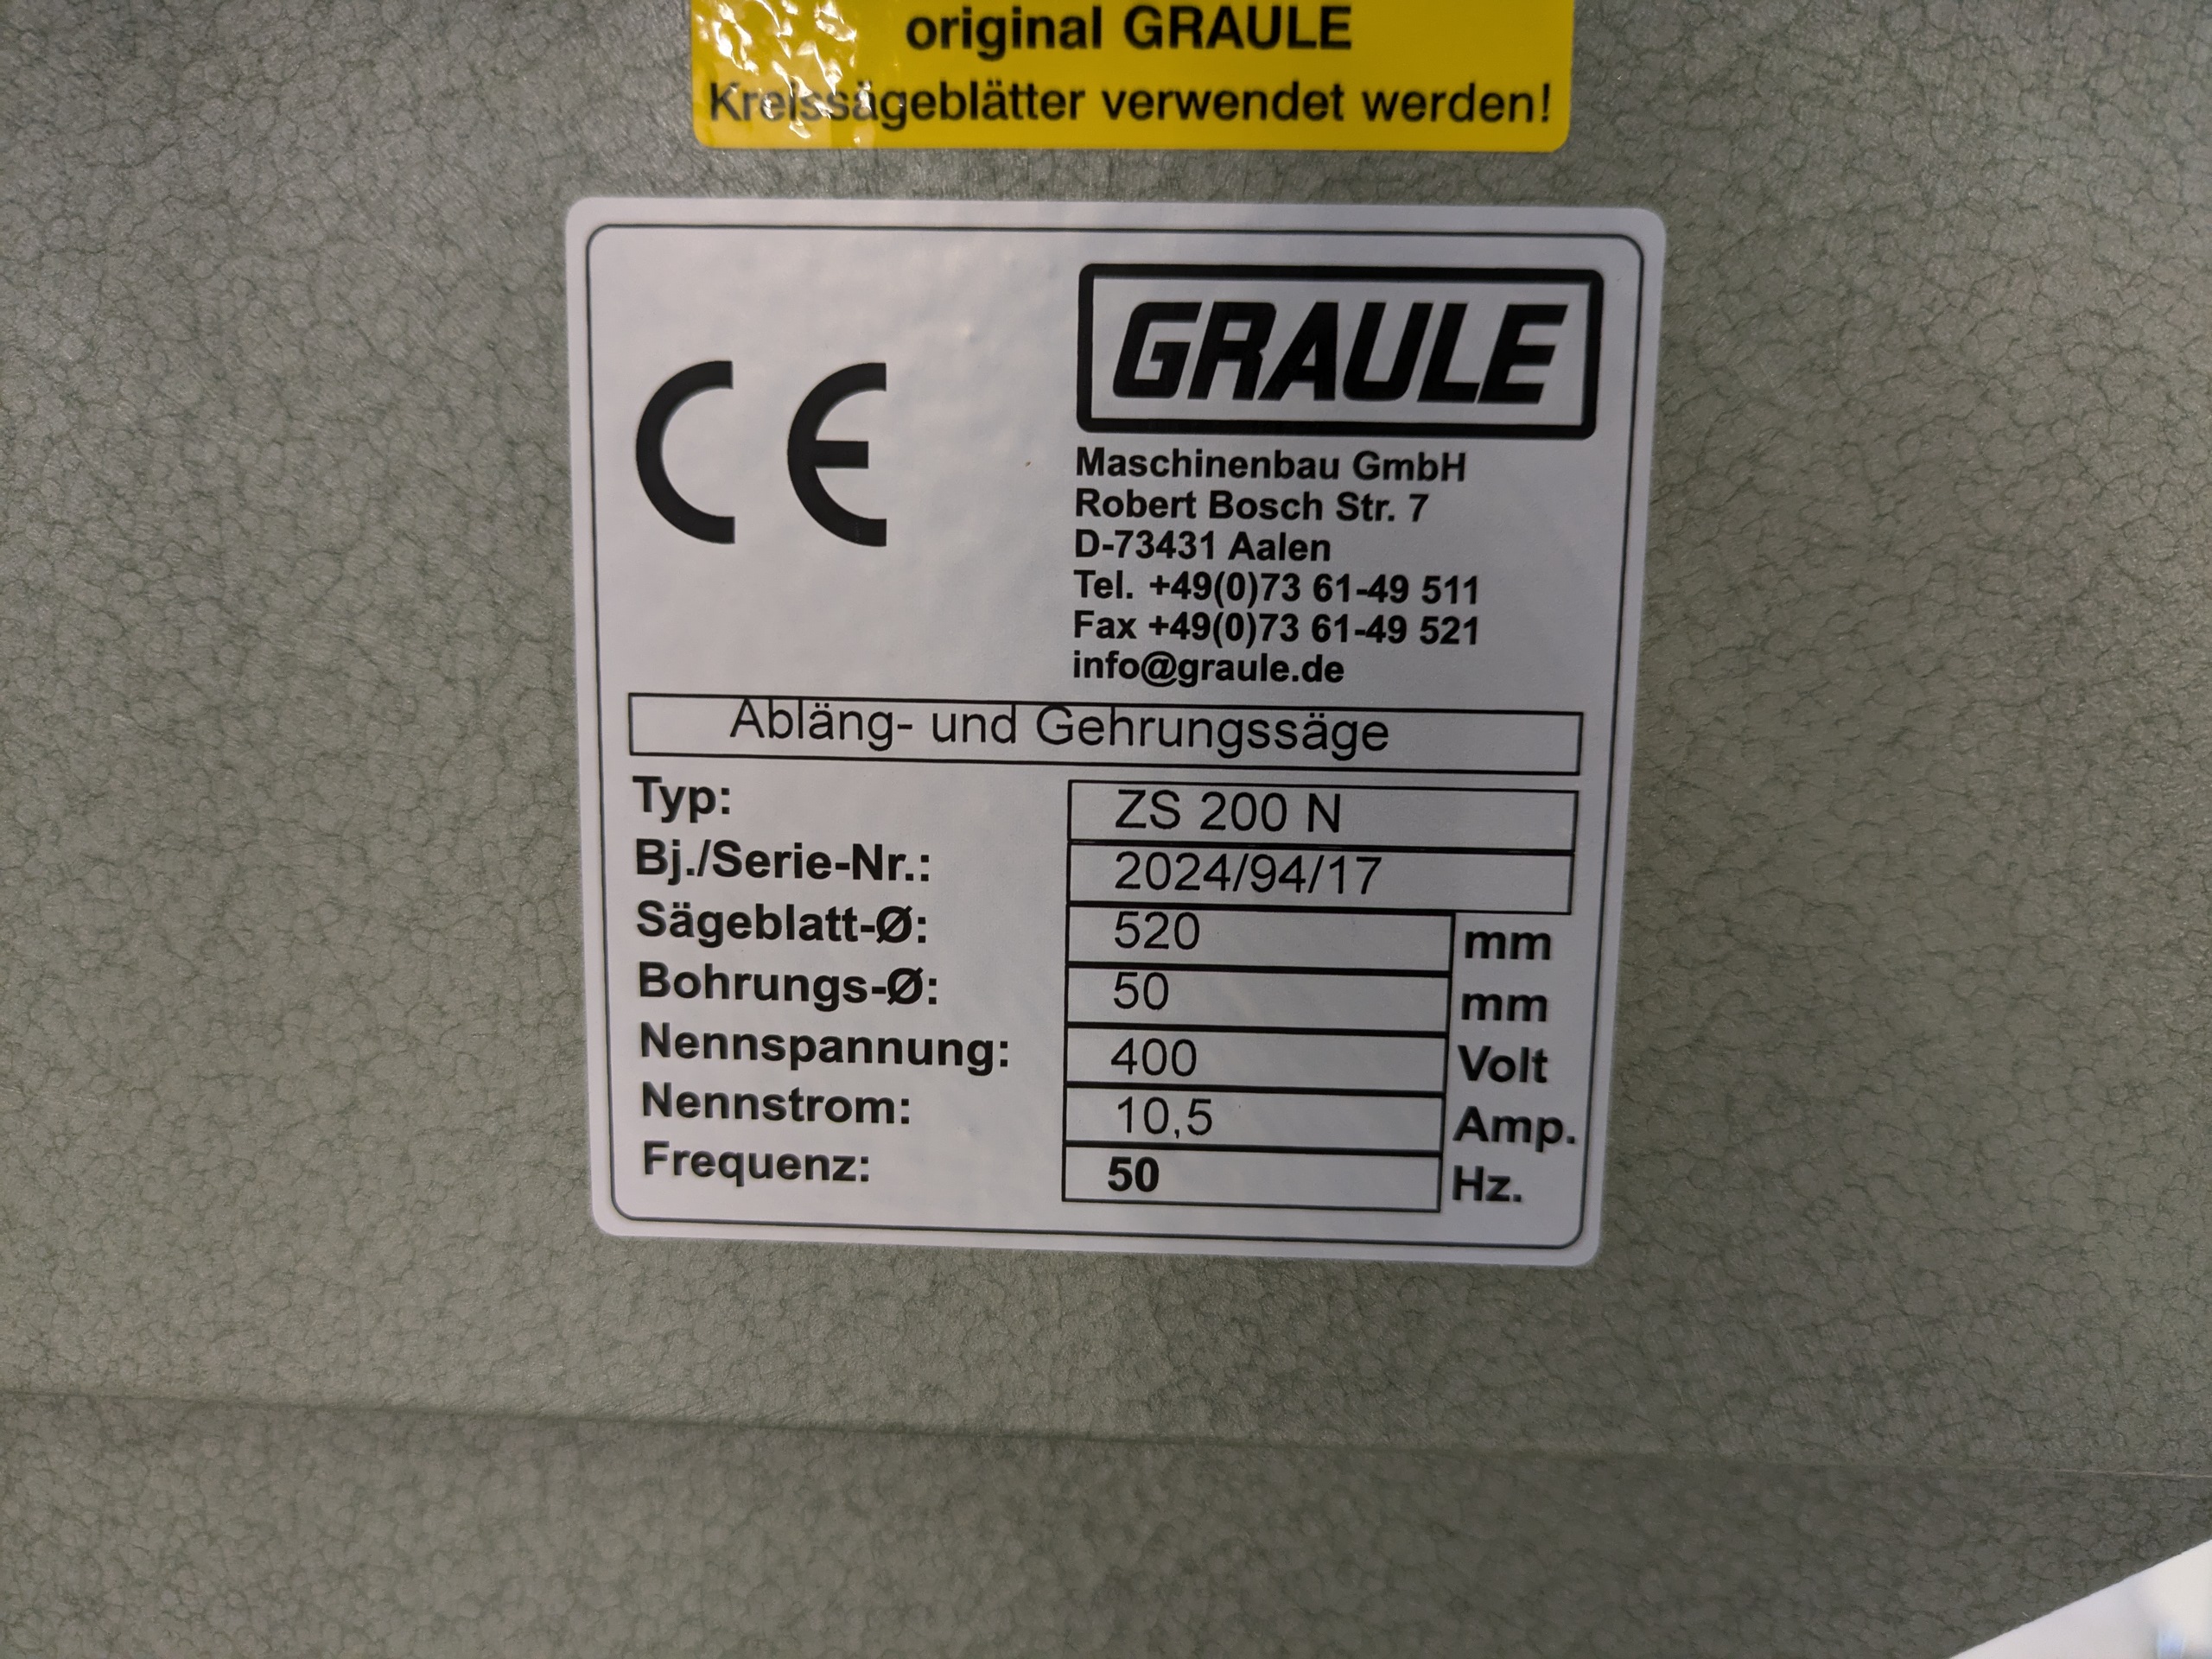 original GRAULE
Kreissägeblätter verwendet werden!
CE
GRAULE
Maschinenbau GmbH
Robert Bosch Str. 7
D-73431 Aalen
Tel. +49(0)73 61-49 511
Fax +49(0)73 61-49 521
info@graule.de
Abläng- und Gehrungssäge
Typ: ZS 200 N
Bj./Serie-Nr.: 2024/94/17
Sägeblatt-Ø: 520 mm
Bohrungs-Ø: 50 mm
Nennspannung: 400 Volt
Nennstrom: 10,5 Amp.
Frequenz: 50 Hz.